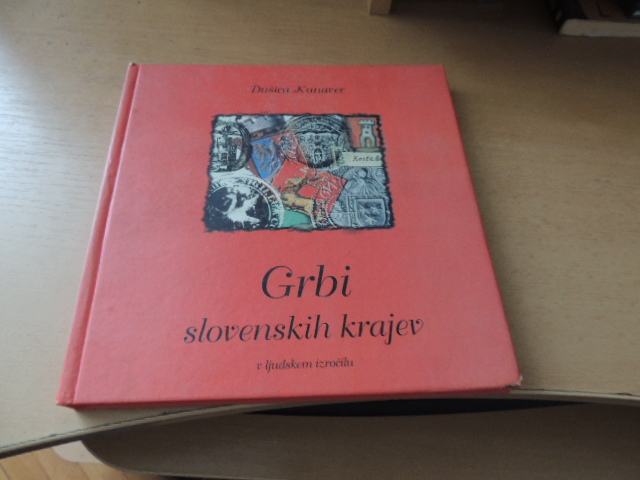 Dušica Kunaver
Grbi
slovenskih krajev
v ljudskem izročilu